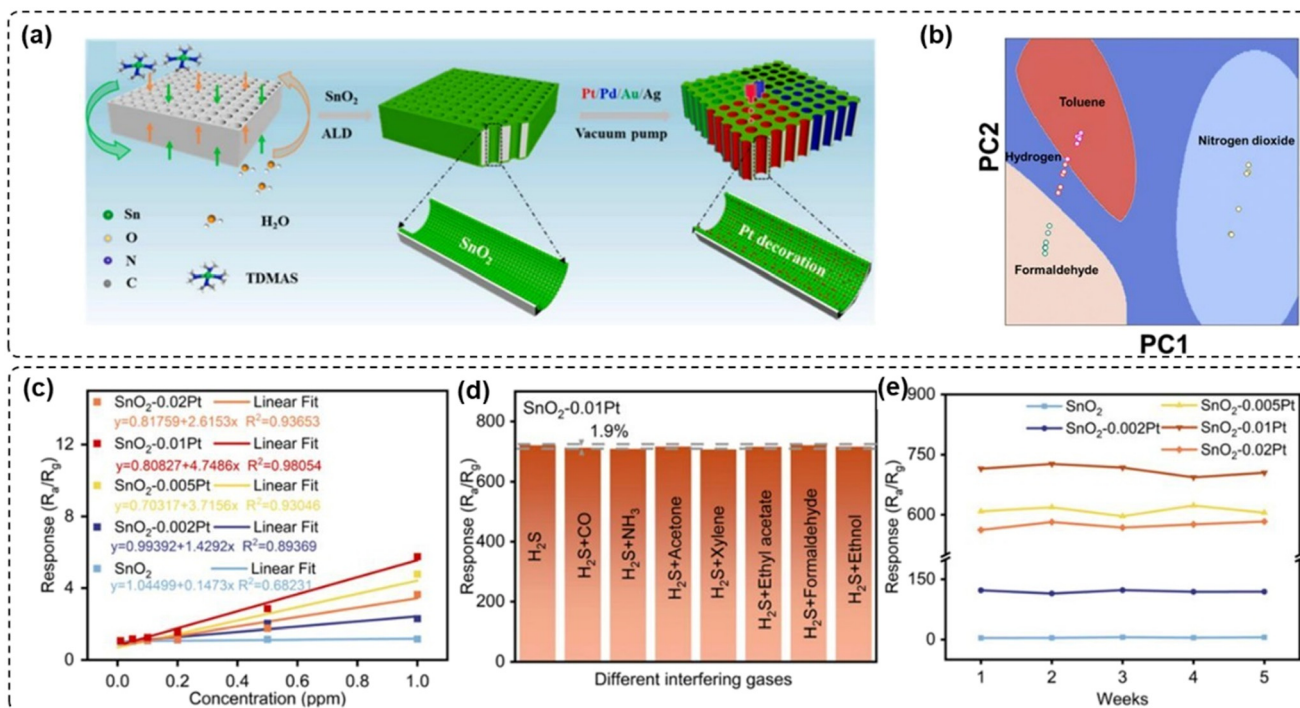 (a)
SnO2
ALD
Pt/Pd/Au/Ag
Vacuum pump
Sn
O
N
C
H2O
TDMAS
SnO2
Pt decoration
(b)
PC2
Toluene
Hydrogen
Nitrogen dioxide
Formaldehyde
PC1
(c)
Response (Ra/Rg)
12
8
4
0
SnO2-0.02Pt Linear Fit
y=0.81759+2.6153x R2=0.93653
SnO2-0.01Pt Linear Fit
y=0.80827+4.7486x R2=0.98054
SnO2-0.005Pt Linear Fit
y=0.70317+3.7156x R2=0.93046
SnO2-0.002Pt Linear Fit
y=0.99392+1.4292x R2=0.89369
SnO2 Linear Fit
y=1.04499+0.1473x R2=0.68231
0.0 0.2 0.4 0.6 0.8 1.0
Concentration (ppm)
(d)
Response (Ra/Rg)
800
600
400
200
0
SnO2-0.01Pt
1.9%
H2S
H2S+CO
H2S+NH3
H2S+Acetone
H2S+Xylene
H2S+Ethyl acetate
H2S+Formaldehyde
H2S+Ethnol
Different interfering gases
(e)
Response (Ra/Rg)
900
750
600
150
0
SnO2
SnO2-0.002Pt
SnO2-0.005Pt
SnO2-0.01Pt
SnO2-0.02Pt
1 2 3 4 5
Weeks